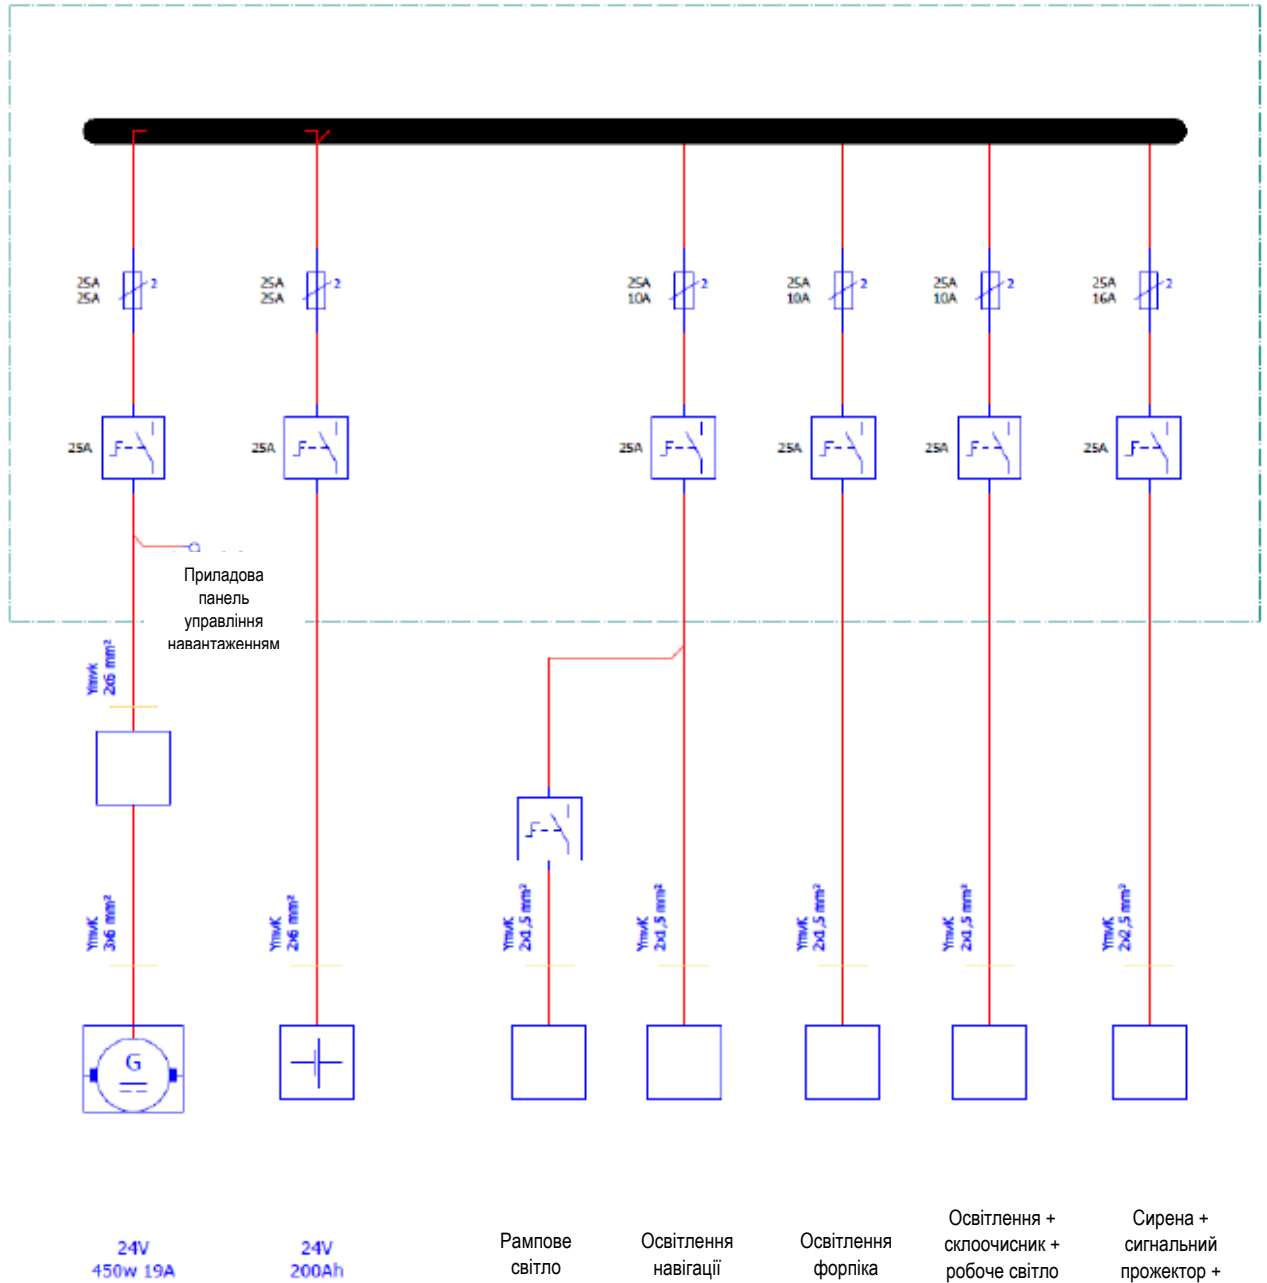 25A
25A
2
25A
25A
2
25A
10A
2
25A
10A
2
25A
10A
2
25A
16A
2
25A
25A
25A
25A
25A
25A
Приладова
панель
управління
навантаженням
Ymvk
2x6 mm²
YmvK
3x6 mm²
YmvK
2x6 mm²
YmvK
2x1,5 mm²
YmvK
2x1,5 mm²
YmvK
2x1,5 mm²
YmvK
2x1,5 mm²
YmvK
2x2,5 mm²
G
24V
450w 19A
24V
200Ah
Рампове
світло
Освітлення
навігації
Освітлення
форпіка
Освітлення +
склоочисник +
робоче світло
Сирена +
сигнальний
прожектор +